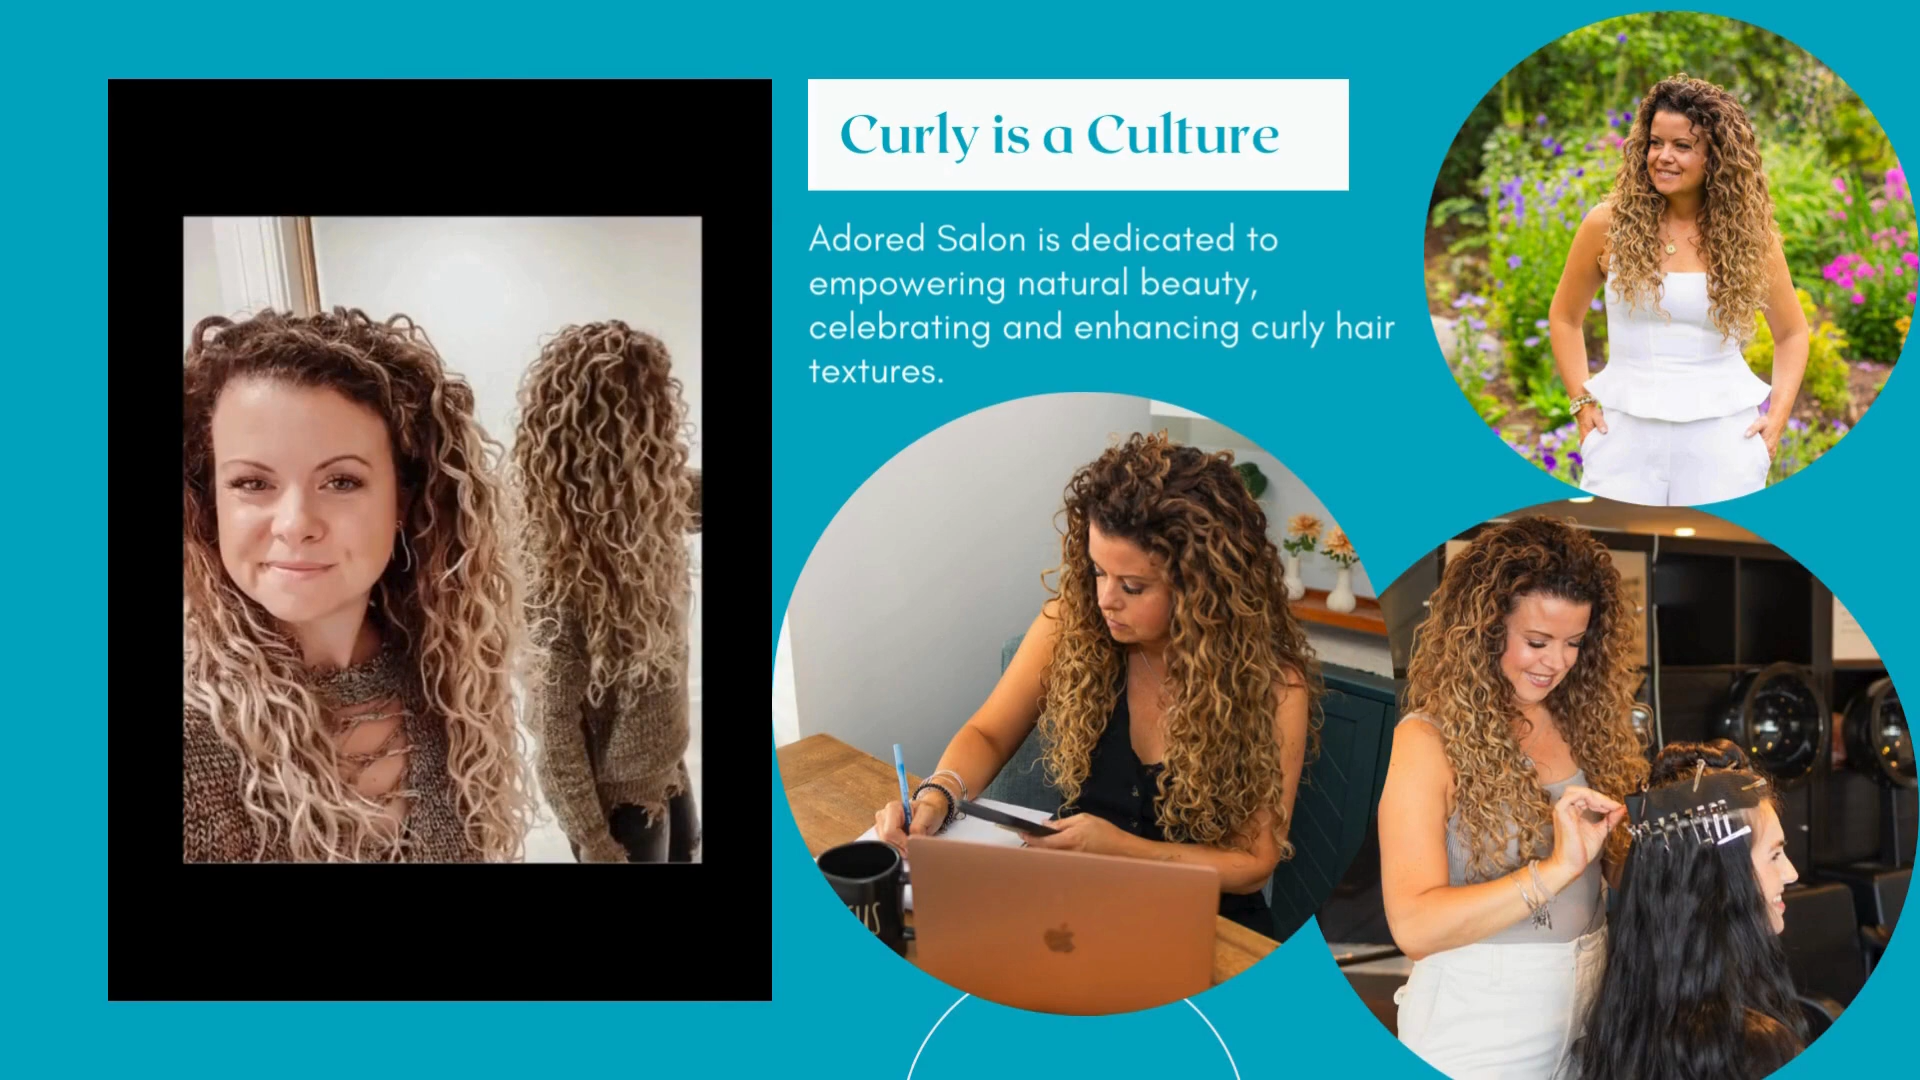 Curly is a Culture
Adored Salon is dedicated to
empowering natural beauty,
celebrating and enhancing curly hair
textures.